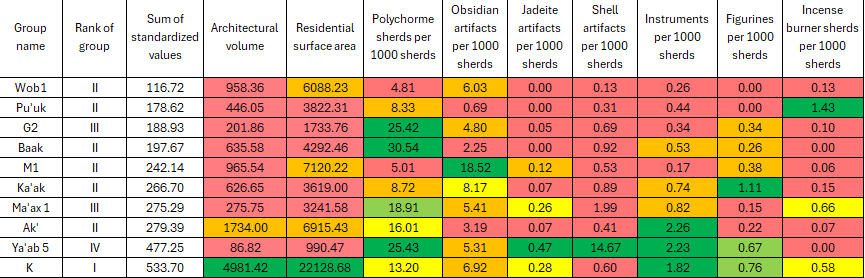 Group name Rank of group Sum of standardized values Architectural volume Residential surface area Polychorme sherds per 1000 sherds Obsidian artifacts per 1000 sherds Jadeite artifacts per 1000 sherds Shell artifacts per 1000 sherds Instruments per 1000 sherds Figurines per 1000 sherds Incense burner sherds per 1000 sherds
Wob1 II 116.72 958.36 6088.23 4.81 6.03 0.00 0.13 0.26 0.00 0.13
Pu'uk II 178.62 446.05 3822.31 8.33 0.69 0.00 0.31 0.44 0.00 1.43
G2 III 188.93 201.86 1733.76 25.42 4.80 0.05 0.69 0.34 0.34 0.10
Baak II 197.67 635.58 4292.46 30.54 2.25 0.00 0.92 0.53 0.26 0.00
M1 II 242.14 965.54 7120.22 5.01 18.52 0.12 0.53 0.17 0.38 0.06
Ka'ak II 266.70 626.65 3619.00 8.72 8.17 0.07 0.89 0.74 1.11 0.15
Ma'ax 1 III 275.29 275.75 3241.58 18.91 5.41 0.26 1.99 0.82 0.15 0.66
Ak' II 279.39 1734.00 6915.43 16.01 3.19 0.07 0.41 2.26 0.22 0.07
Ya'ab 5 IV 477.25 86.82 990.47 25.43 5.31 0.47 14.67 2.23 0.67 0.00
K I 533.70 4981.42 22128.68 13.20 6.92 0.28 0.60 1.82 0.76 0.58